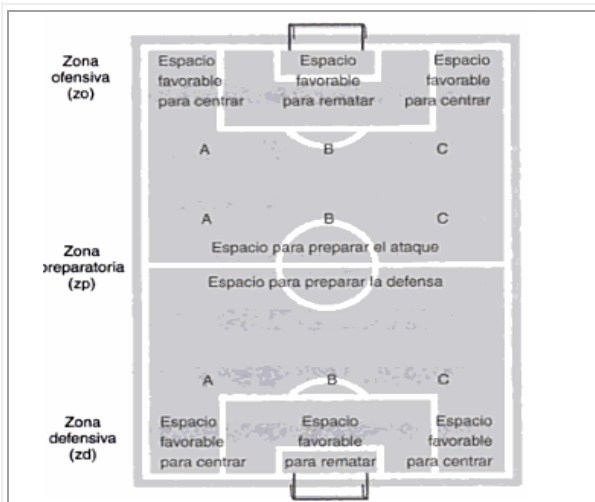 Zona
ofensiva
(zo)
Espacio
favorable
para centrar
Espacio
favorable
para rematar
Espacio
favorable
para centrar
A B C
A B C
Zona
preparatoria
(zp)
Espacio para preparar el ataque
Espacio para preparar la defensa
A B C
Zona
defensiva
(zd)
Espacio
favorable
para centrar
Espacio
favorable
para rematar
Espacio
favorable
para centrar